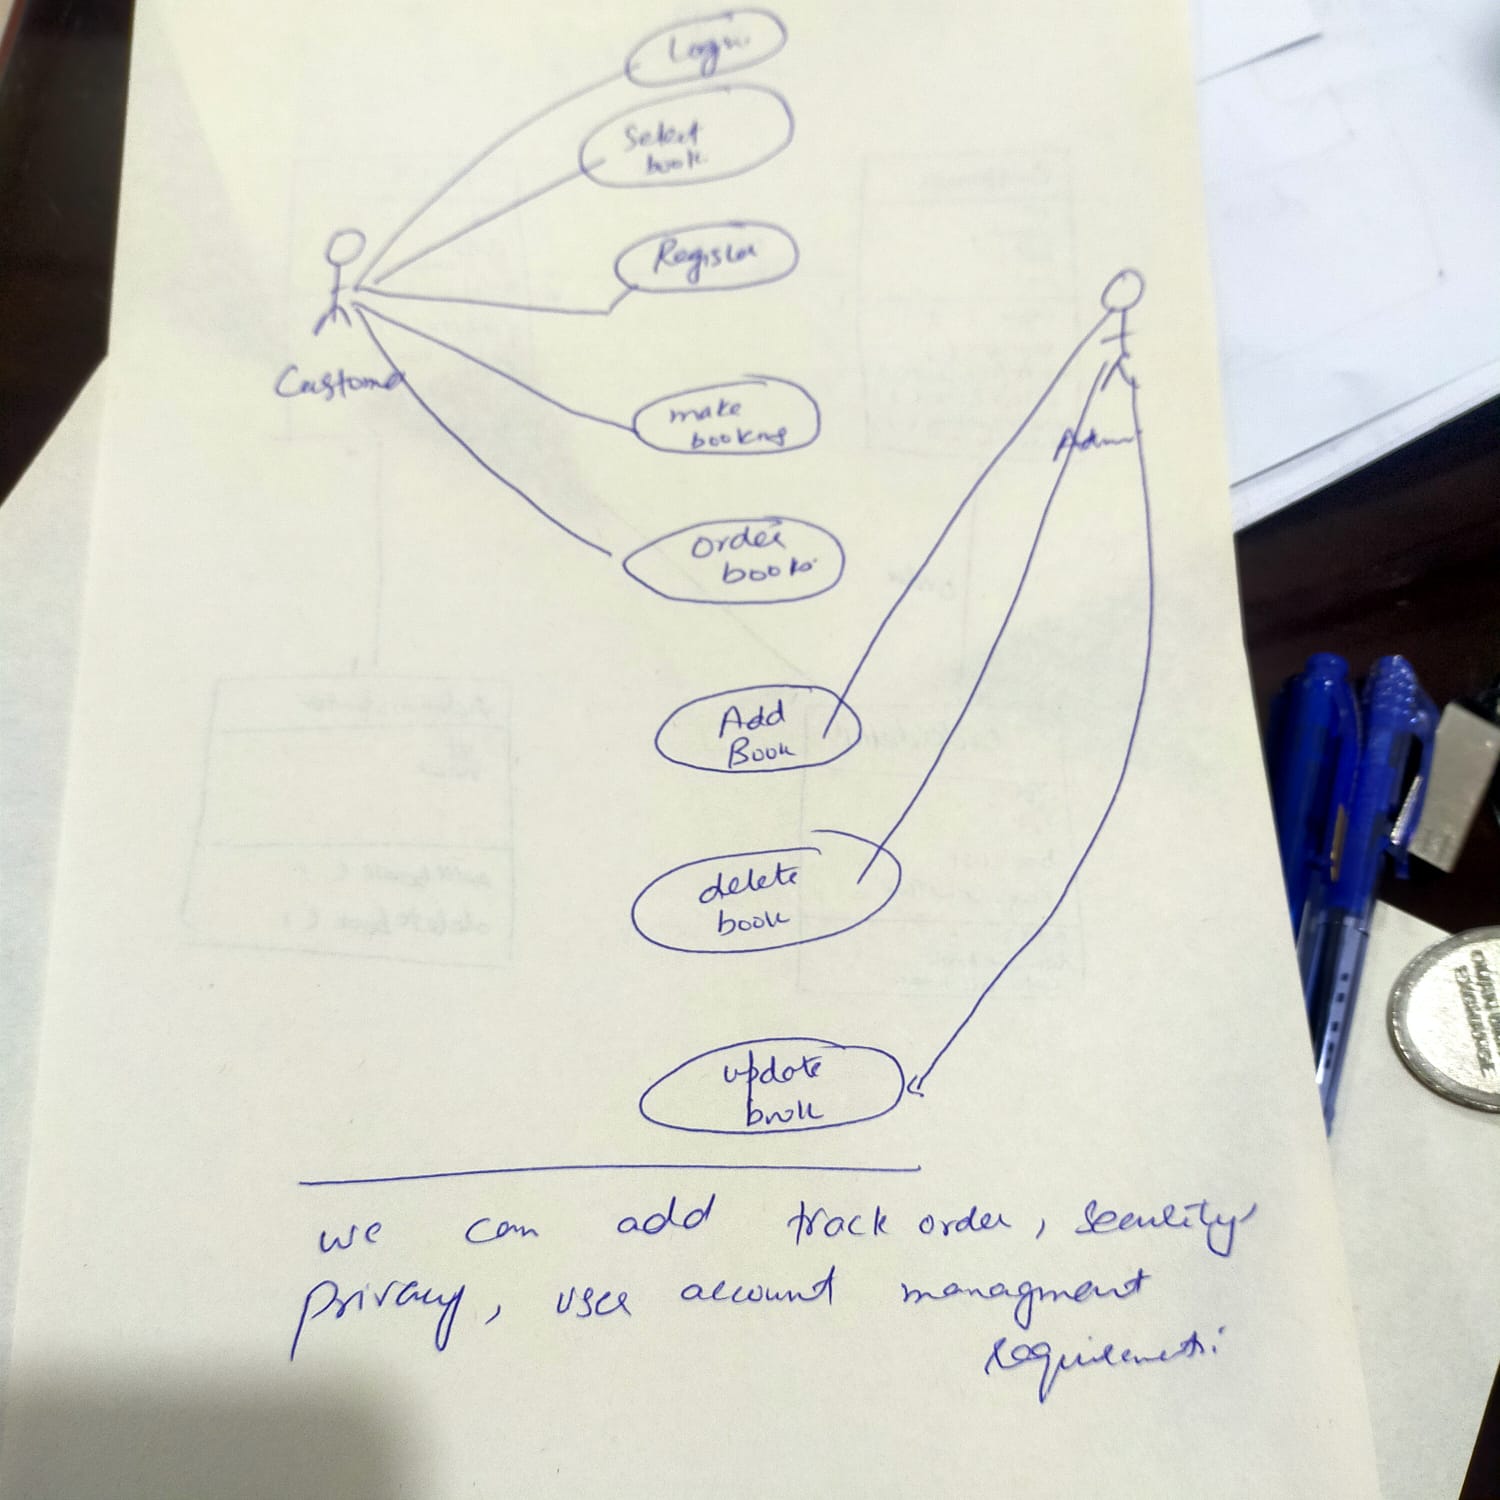 Login
Select
book
Register
Customer
make
booking
Admin
order
books
Add
Book
delete
book
update
book
we can add track order, security,
privacy, user account managment
requirements.